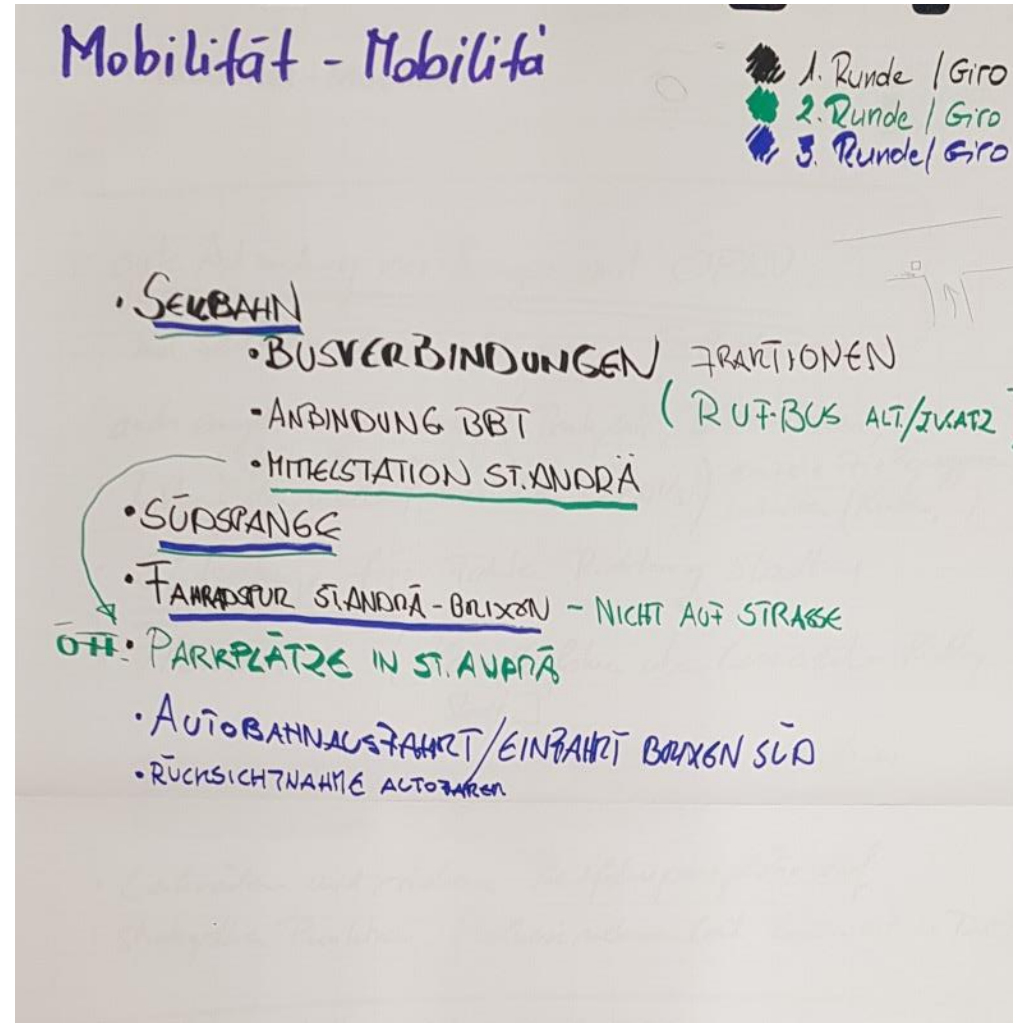 Mobilität - Mobilità
1. Runde / Giro
2. Runde / Giro
3. Runde / Giro
· SEILBAHN
· BUSVERBINDUNGEN FRAKTIONEN
(RUF-BUS ALT./ZUSATZ)
- ANBINDUNG BBT
· MITTELSTATION ST. ANDRÄ
· SÜDSPANGE
· FAHRADSPUR ST. ANDRÄ - BRIXEN - NICHT AUF STRASSE
· PARKPLÄTZE IN ST. ANDRÄ
· AUTOBAHNAUSFAHRT/EINFAHRT BRIXEN SÜD
· RÜCKSICHTNAHME AUTOFAHRER